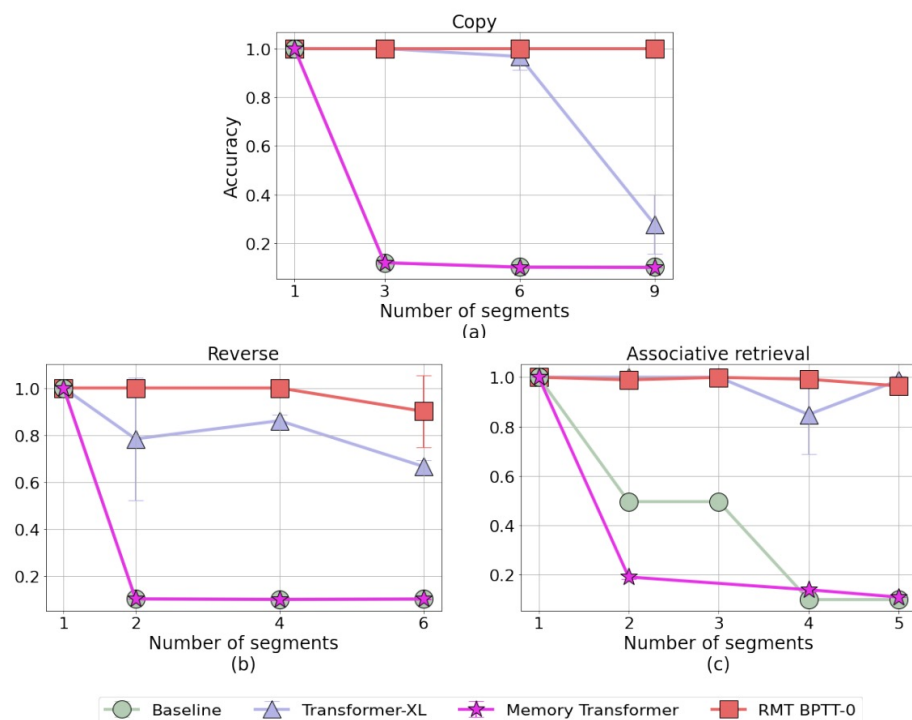 Copy
1.0
0.8
0.6
0.4
0.2
Accuracy
1 3 6 9
Number of segments
(a)
Reverse
1.0
0.8
0.6
0.4
0.2
1 2 4 6
Number of segments
(b)
Associative retrieval
1.0
0.8
0.6
0.4
0.2
1 2 3 4 5
Number of segments
(c)
Baseline Transformer-XL Memory Transformer RMT BPTT-0